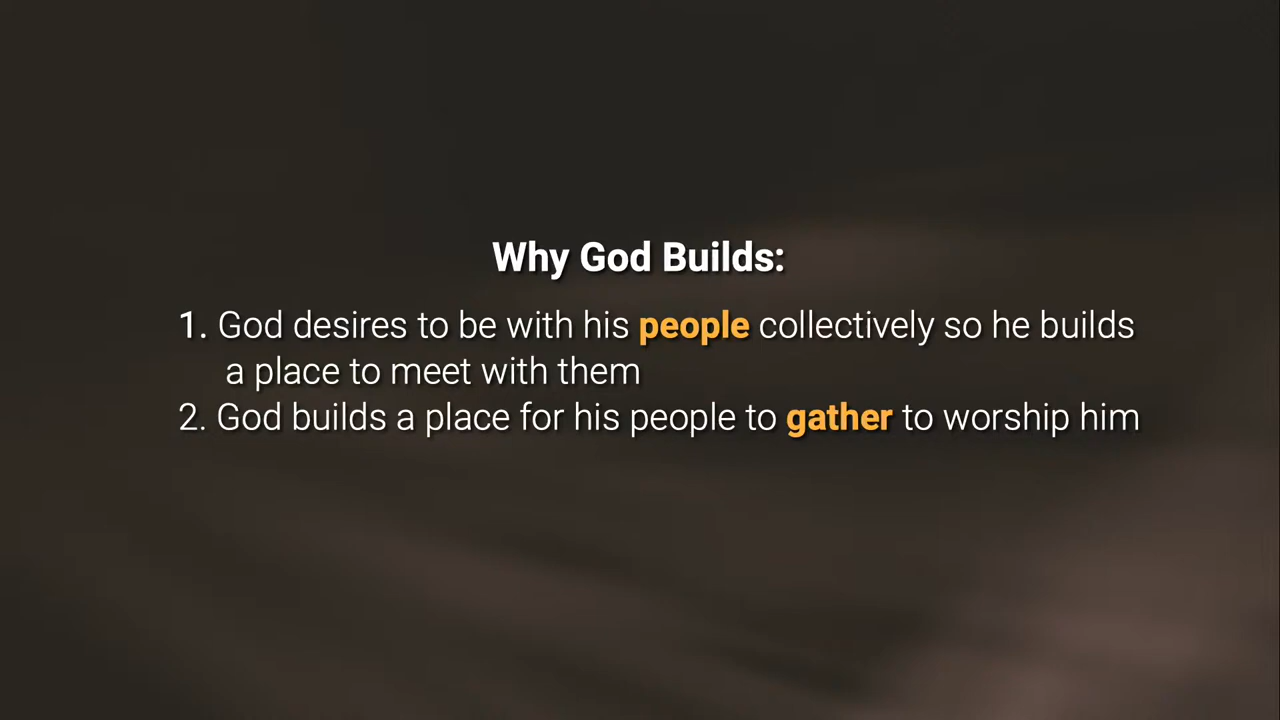 Why God Builds:
1. God desires to be with his people collectively so he builds
a place to meet with them
2. God builds a place for his people to gather to worship him